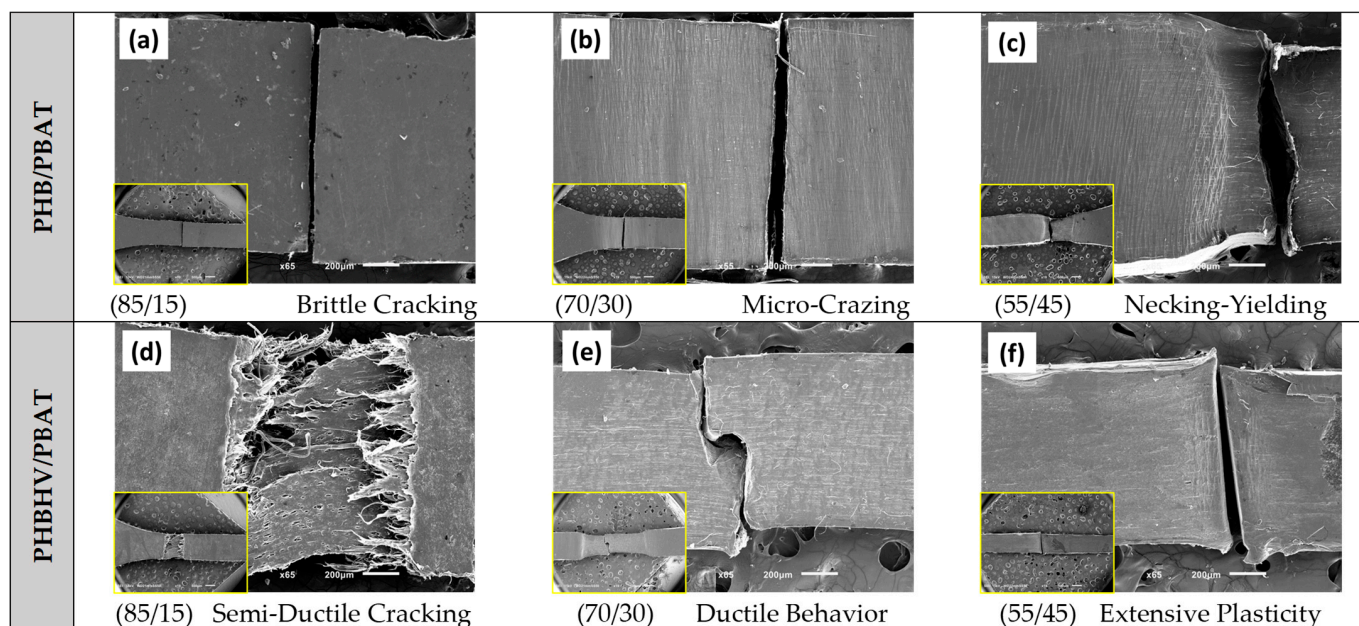 PHB/PBAT
(a)
x65 200µm
(85/15) Brittle Cracking
(b)
x65 200µm
(70/30) Micro-Crazing
(c)
(55/45) Necking-Yielding
PHBHV/PBAT
(d)
x65 200µm
(85/15) Semi-Ductile Cracking
(e)
x65 200µm
(70/30) Ductile Behavior
(f)
x65 200µm
(55/45) Extensive Plasticity